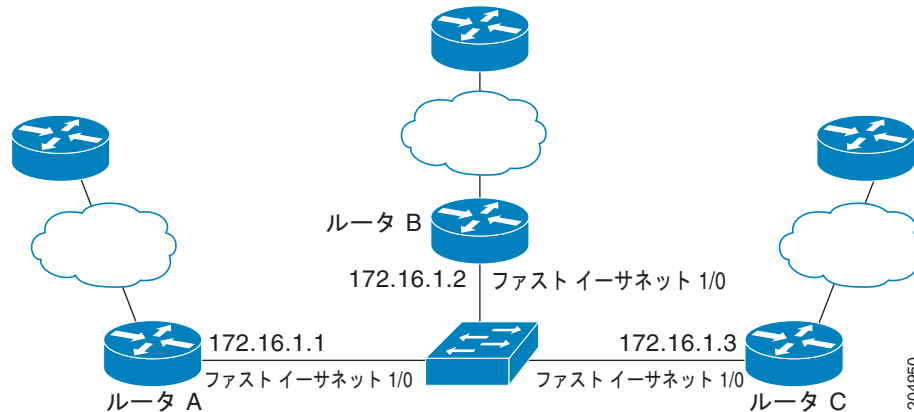 ルータ B
172.16.1.2 ファスト イーサネット 1/0
172.16.1.1
172.16.1.3
ファスト イーサネット 1/0
ファスト イーサネット 1/0
ルータ A
ルータ C
204950